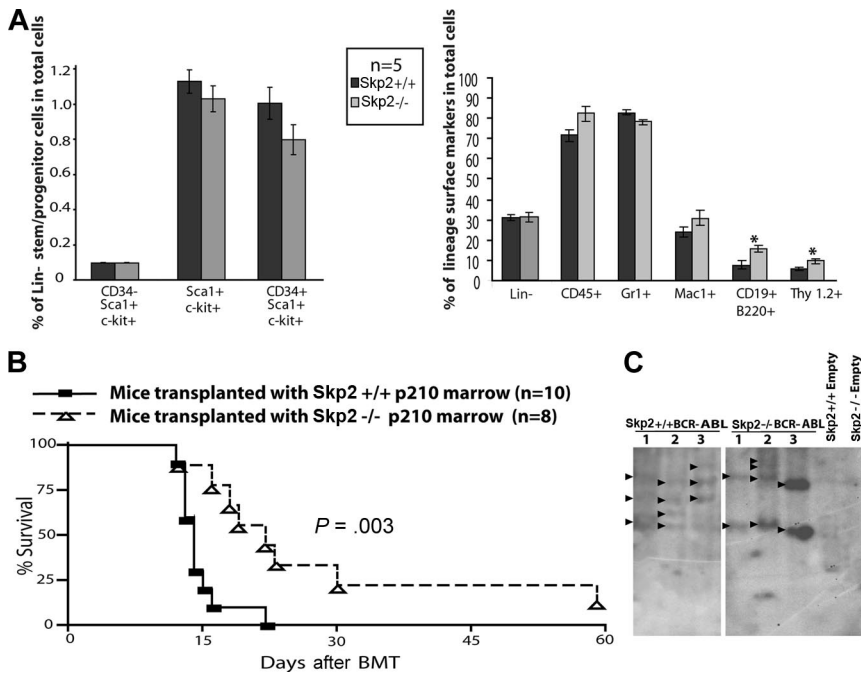 A
% of Lin- stem/progenitor cells in total cells
1.2
1.0
0.8
0.6
0.4
0.2
0
CD34-
Sca1+
c-kit+
Sca1+
c-kit+
CD34+
Sca1+
c-kit+
n=5
Skp2+/+
Skp2-/-
% of lineage surface markers in total cells
100
90
80
70
60
50
40
30
20
10
0
*
*
Lin-
CD45+
Gr1+
Mac1+
CD19+
B220+
Thy 1.2+
B
Mice transplanted with Skp2 +/+ p210 marrow (n=10)
Mice transplanted with Skp2 -/- p210 marrow (n=8)
% Survival
100
75
50
25
0
P = .003
0
15
30
45
60
Days after BMT
C
Skp2+/+BCR-ABL
Skp2-/-BCR-ABL
Skp2+/+ Empty
Skp2-/- Empty
1 2 3
1 2 3